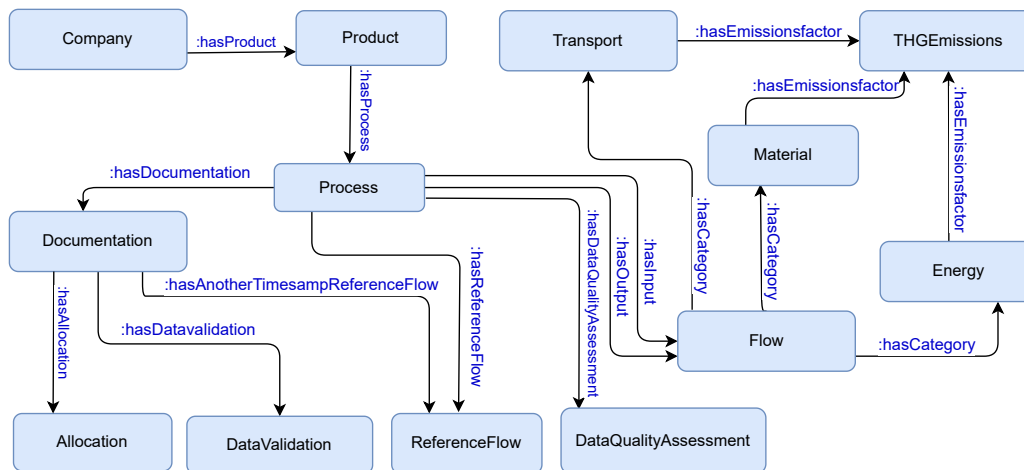 Company
:hasProduct
Product
Transport
:hasEmissionsfactor
THGEmissions
:hasProcess
:hasEmissionsfactor
:hasEmissionsfactor
Material
:hasDocumentation
Process
:hasCategory
:hasCategory
:hasInput
:hasOutput
:hasDataQualityAssessment
:hasReferenceFlow
Documentation
Energy
:hasAnotherTimesampReferenceFlow
:hasAllocation
:hasDatavalidation
Flow
:hasCategory
Allocation
DataValidation
ReferenceFlow
DataQualityAssessment